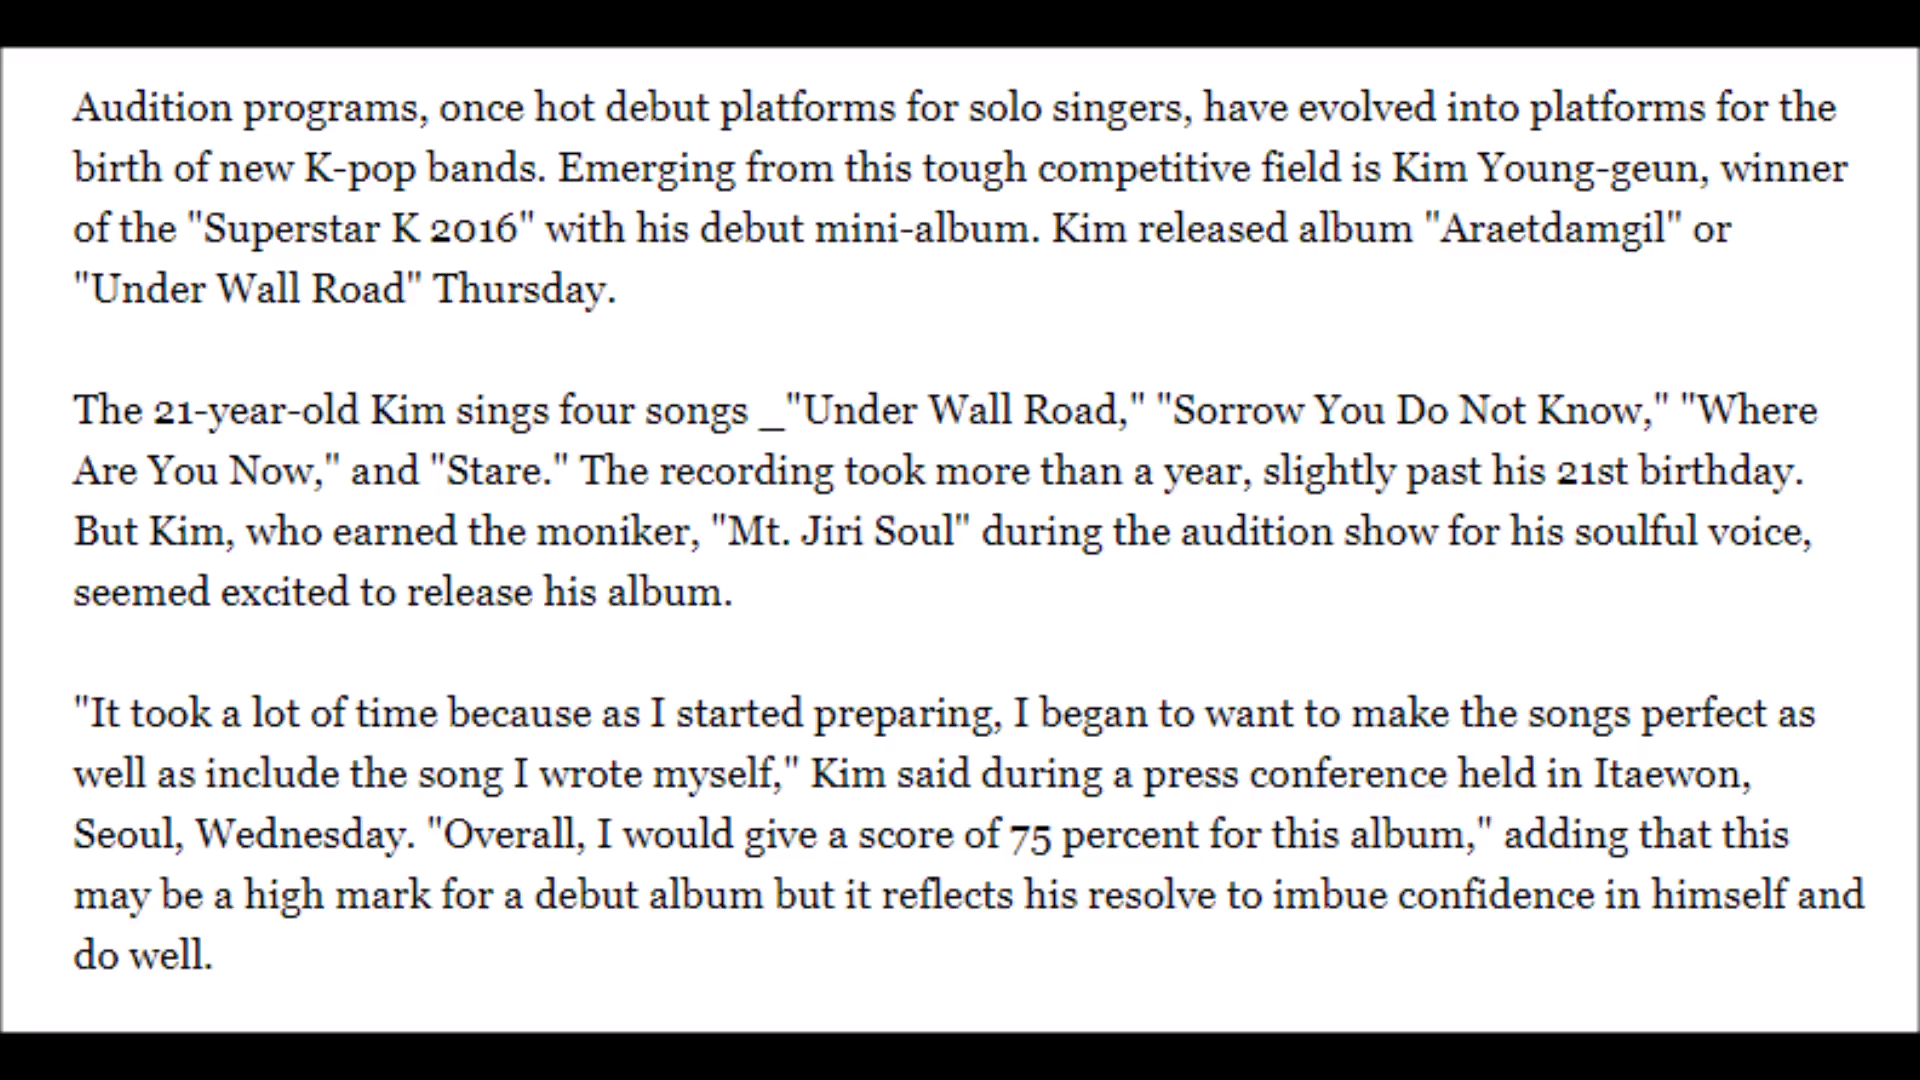 Audition programs, once hot debut platforms for solo singers, have evolved into platforms for the
birth of new K-pop bands. Emerging from this tough competitive field is Kim Young-geun, winner
of the "Superstar K 2016" with his debut mini-album. Kim released album "Araetdamgil" or
"Under Wall Road" Thursday.
The 21-year-old Kim sings four songs _"Under Wall Road," "Sorrow You Do Not Know," "Where
Are You Now," and "Stare." The recording took more than a year, slightly past his 21st birthday.
But Kim, who earned the moniker, "Mt. Jiri Soul" during the audition show for his soulful voice,
seemed excited to release his album.
"It took a lot of time because as I started preparing, I began to want to make the songs perfect as
well as include the song I wrote myself," Kim said during a press conference held in Itaewon,
Seoul, Wednesday. "Overall, I would give a score of 75 percent for this album," adding that this
may be a high mark for a debut album but it reflects his resolve to imbue confidence in himself and
do well.